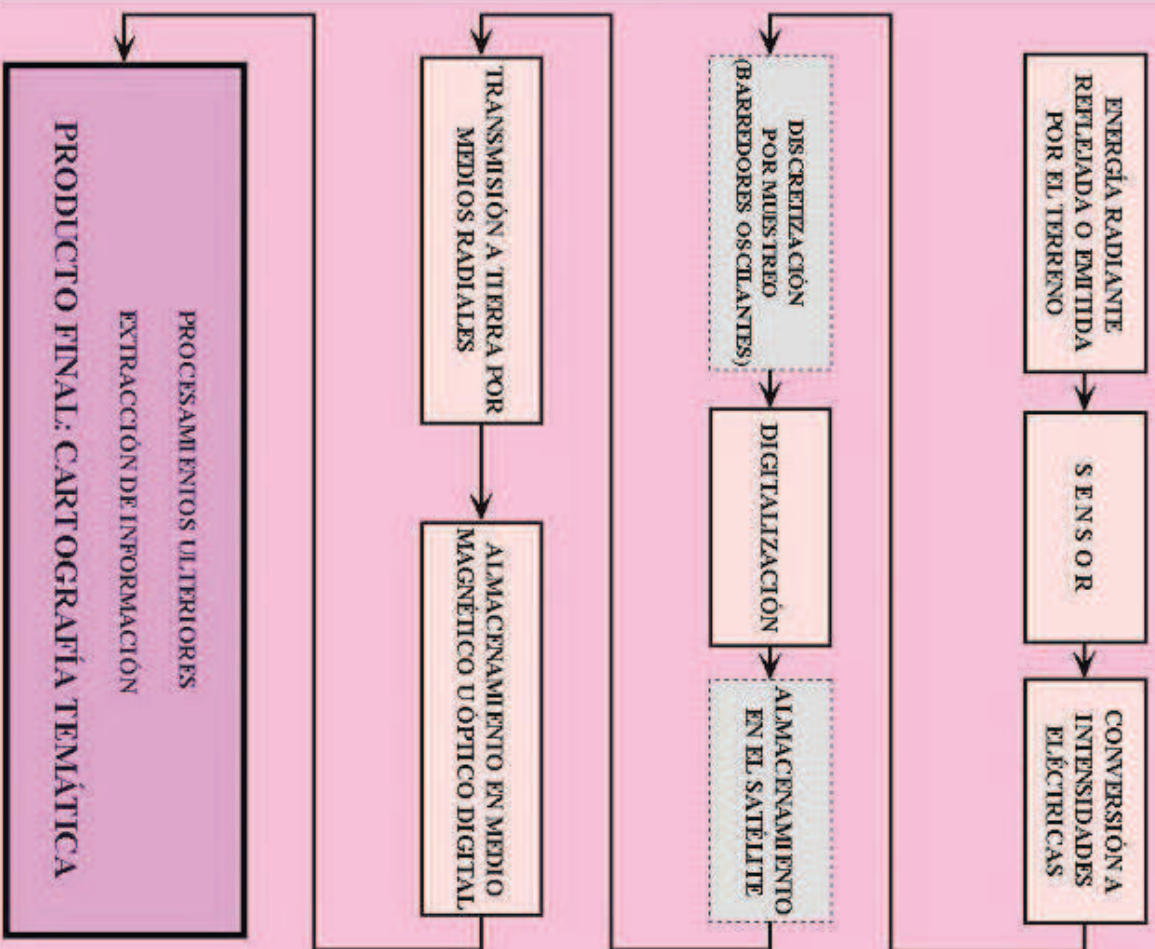 ENERGÍA RADIANTE
REFLEJADA O EMITIDA
POR EL TERRENO
SENSOR
CONVERSIÓN A
INTENSIDADES
ELÉCTRICAS
DISCRETIZACIÓN
POR MUESTREO
(BARREDORES OSCILANTES)
DIGITALIZACIÓN
ALMACENAMIENTO
EN EL SATÉLITE
TRANSMISIÓN A TIERRA POR
MEDIOS RADIALES
ALMACENAMIENTO EN MEDIO
MAGNÉTICO U ÓPTICO DIGITAL
PROCESAMIENTOS ULTERIORES
EXTRACCIÓN DE INFORMACIÓN
PRODUCTO FINAL: CARTOGRAFÍA TEMÁTICA